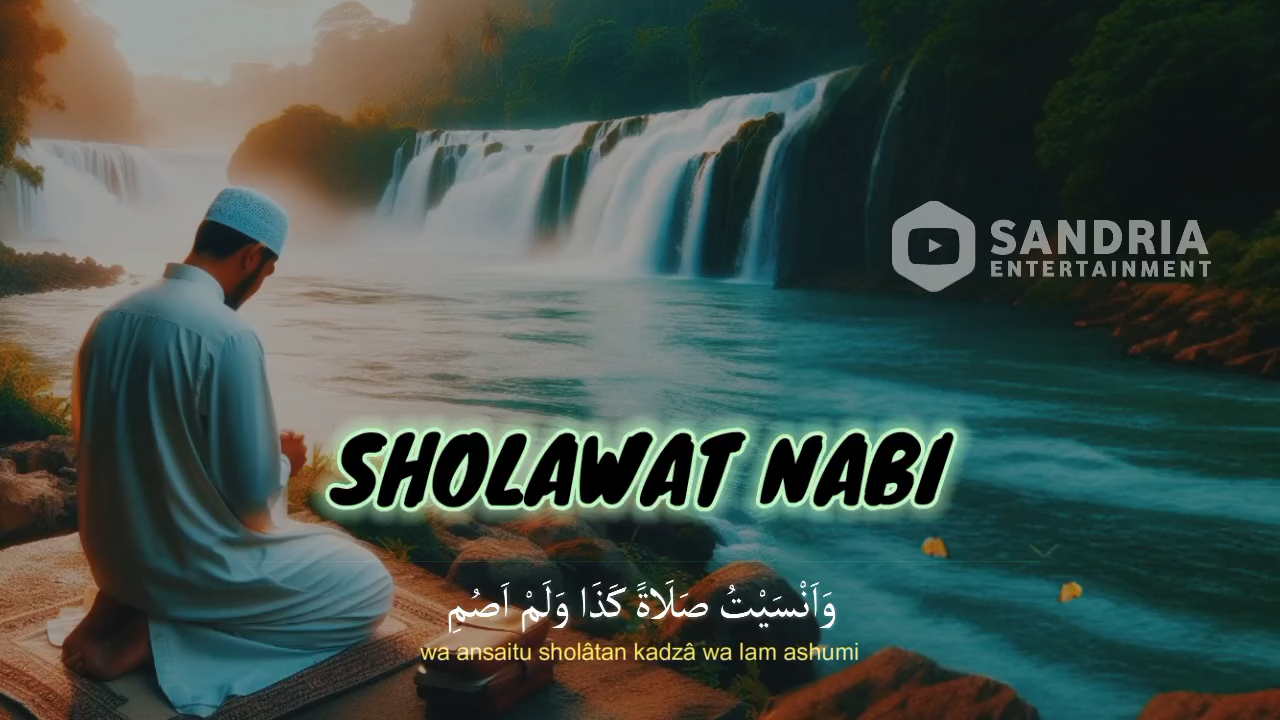 SANDRIA
ENTERTAINMENT
SHOLAWAT NABI
وَاَنْسَيْتُ صَلَاةً كَذَا وَلَمْ اَصُمِ
wa ansaitu sholâtan kadzâ wa lam ashumi